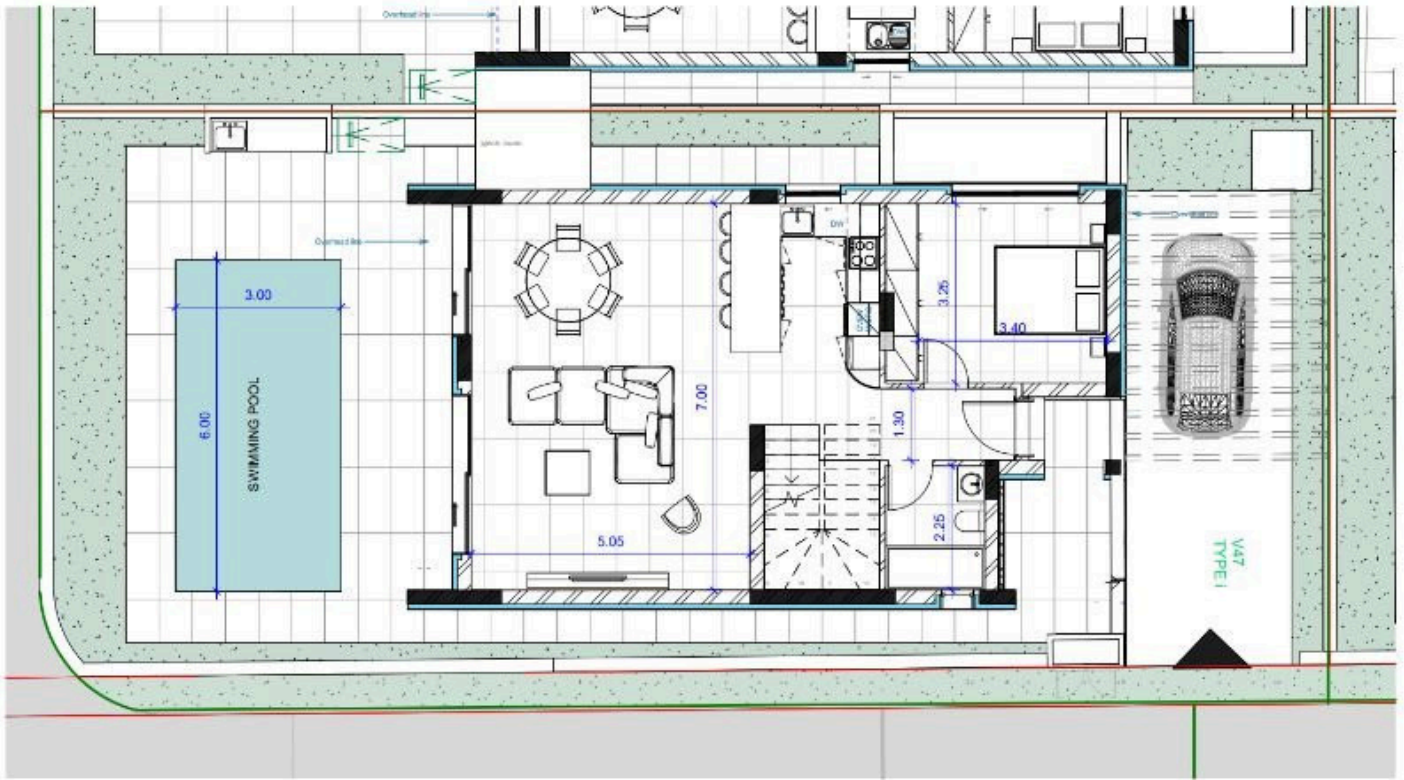 Overhead line
Overhead line
DW
3.00
6.00
SWIMMING POOL
7.00
5.05
3.25
3.40
1.30
2.25
V47
TYPE i